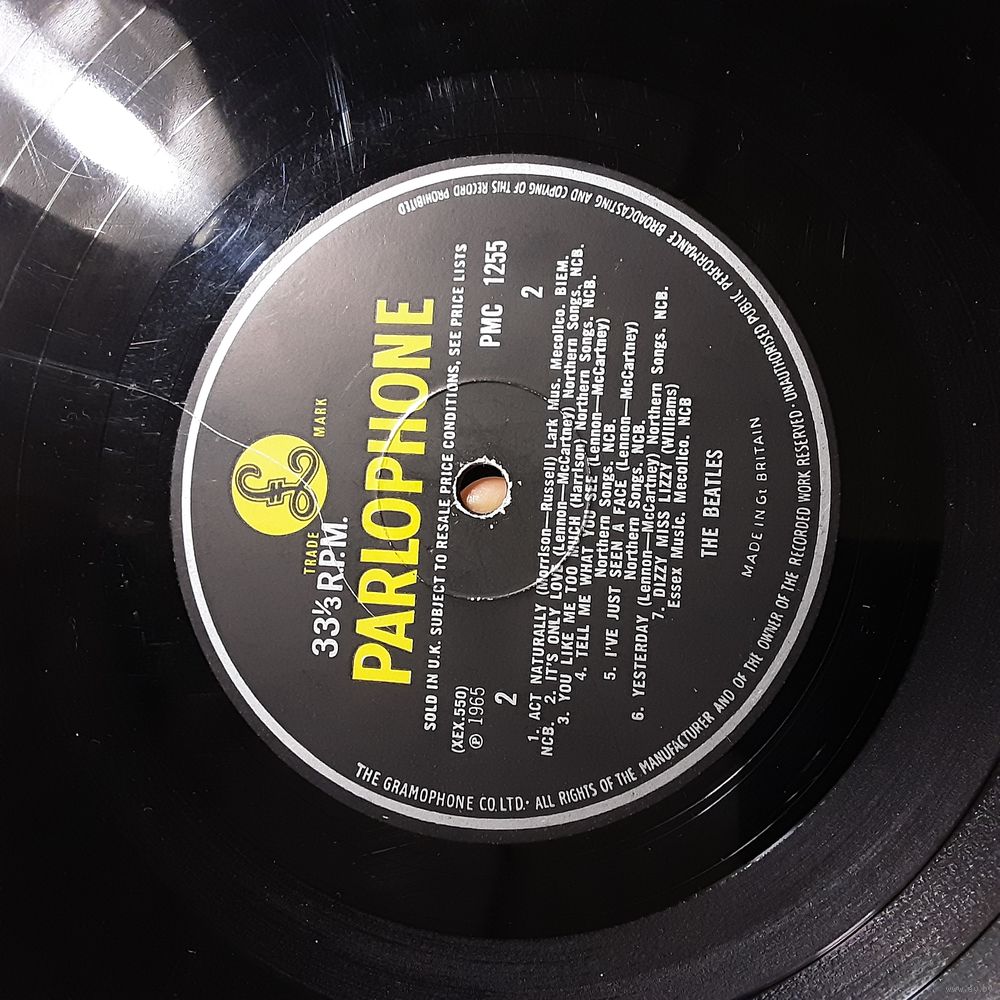 TRADE MARK
33⅓ R.P.M.
PARLOPHONE
SOLD IN U.K. SUBJECT TO RESALE PRICE CONDITIONS, SEE PRICE LISTS
(XEX.550)
℗ 1965
PMC 1255
2 2
1. ACT NATURALLY (Morrison—Russell) Lark Mus. Mecolico. BIEM.
NCB. 2. IT'S ONLY LOVE (Lennon—McCartney) Northern Songs. NCB.
3. YOU LIKE ME TOO MUCH (Harrison) Northern Songs. NCB.
4. TELL ME WHAT YOU SEE (Lennon—McCartney)
Northern Songs. NCB.
5. I'VE JUST SEEN A FACE (Lennon—McCartney)
Northern Songs. NCB.
6. YESTERDAY (Lennon—McCartney) Northern Songs. NCB.
7. DIZZY MISS LIZZY (Williams)
Essex Music. Mecolico. NCB
THE BEATLES
MADE IN Gt BRITAIN
THE GRAMOPHONE CO. LTD. · ALL RIGHTS OF THE MANUFACTURER AND OF THE OWNER OF THE RECORDED WORK RESERVED · UNAUTHORISED PUBLIC PERFORMANCE BROADCASTING AND COPYING OF THIS RECORD PROHIBITED